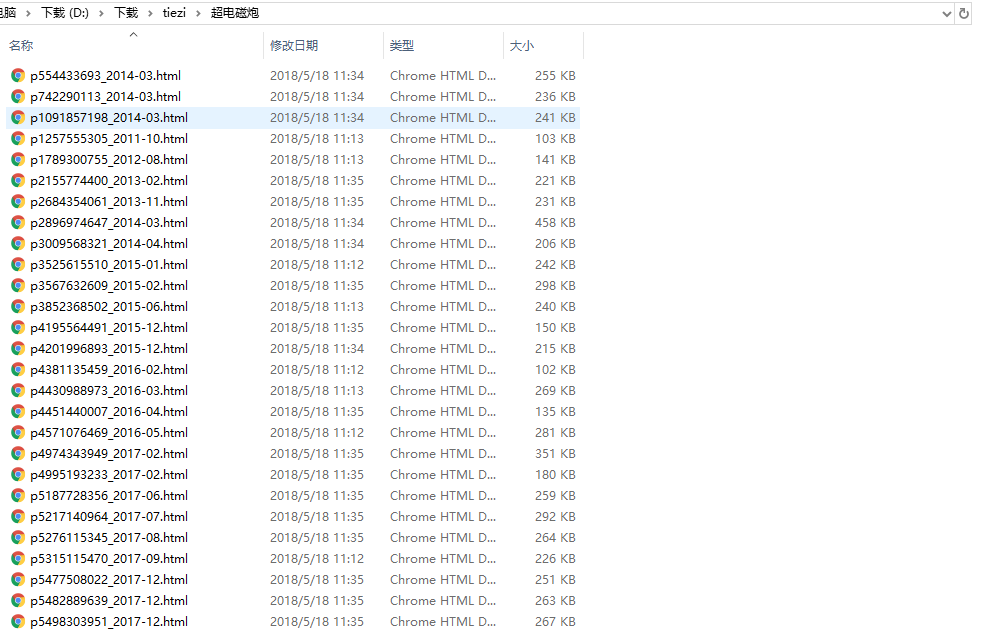 电脑 › 下载 (D:) › 下载 › tiezi › 超电磁炮
名称 修改日期 类型 大小
p554433693_2014-03.html 2018/5/18 11:34 Chrome HTML D... 255 KB
p742290113_2014-03.html 2018/5/18 11:34 Chrome HTML D... 236 KB
p1091857198_2014-03.html 2018/5/18 11:34 Chrome HTML D... 241 KB
p1257555305_2011-10.html 2018/5/18 11:13 Chrome HTML D... 103 KB
p1789300755_2012-08.html 2018/5/18 11:13 Chrome HTML D... 141 KB
p2155774400_2013-02.html 2018/5/18 11:35 Chrome HTML D... 221 KB
p2684354061_2013-11.html 2018/5/18 11:35 Chrome HTML D... 231 KB
p2896974647_2014-03.html 2018/5/18 11:34 Chrome HTML D... 458 KB
p3009568321_2014-04.html 2018/5/18 11:34 Chrome HTML D... 206 KB
p3525615510_2015-01.html 2018/5/18 11:12 Chrome HTML D... 242 KB
p3567632609_2015-02.html 2018/5/18 11:35 Chrome HTML D... 298 KB
p3852368502_2015-06.html 2018/5/18 11:13 Chrome HTML D... 240 KB
p4195564491_2015-12.html 2018/5/18 11:35 Chrome HTML D... 150 KB
p4201996893_2015-12.html 2018/5/18 11:34 Chrome HTML D... 215 KB
p4381135459_2016-02.html 2018/5/18 11:12 Chrome HTML D... 102 KB
p4430988973_2016-03.html 2018/5/18 11:13 Chrome HTML D... 269 KB
p4451440007_2016-04.html 2018/5/18 11:35 Chrome HTML D... 135 KB
p4571076469_2016-05.html 2018/5/18 11:12 Chrome HTML D... 281 KB
p4974343949_2017-02.html 2018/5/18 11:35 Chrome HTML D... 351 KB
p4995193233_2017-02.html 2018/5/18 11:35 Chrome HTML D... 180 KB
p5187728356_2017-06.html 2018/5/18 11:35 Chrome HTML D... 259 KB
p5217140964_2017-07.html 2018/5/18 11:35 Chrome HTML D... 292 KB
p5276115345_2017-08.html 2018/5/18 11:35 Chrome HTML D... 264 KB
p5315115470_2017-09.html 2018/5/18 11:12 Chrome HTML D... 226 KB
p5477508022_2017-12.html 2018/5/18 11:35 Chrome HTML D... 251 KB
p5482889639_2017-12.html 2018/5/18 11:35 Chrome HTML D... 263 KB
p5498303951_2017-12.html 2018/5/18 11:35 Chrome HTML D... 267 KB